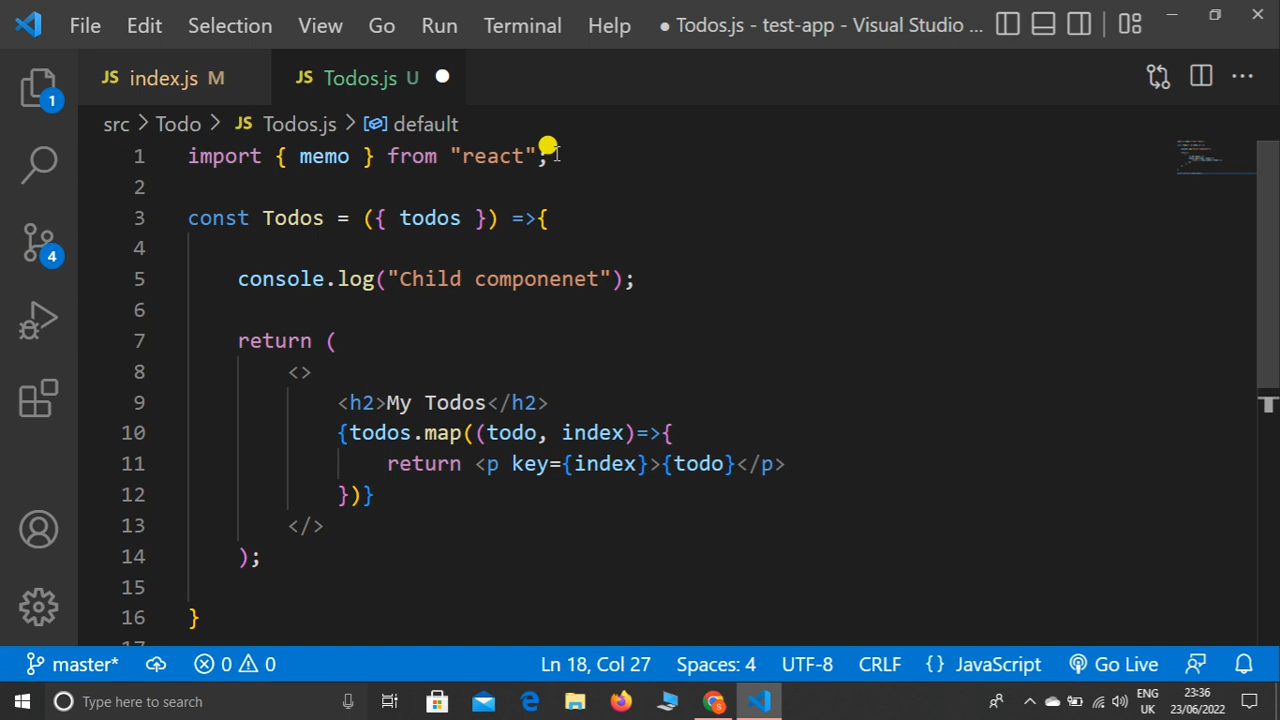 File Edit Selection View Go Run Terminal Help ● Todos.js - test-app - Visual Studio ...
JS index.js M JS Todos.js U
1
src > Todo > JS Todos.js > default
1 import { memo } from "react";
2
3 const Todos = ({ todos }) =>{
4
5 console.log("Child componenet");
6
7 return (
8 <>
9 <h2>My Todos</h2>
10 {todos.map((todo, index)=>{
11 return <p key={index}>{todo}</p>
12 })}
13 </>
14 );
15
16 }
17
4
master* 0 0 Ln 18, Col 27 Spaces: 4 UTF-8 CRLF {} JavaScript Go Live
Type here to search
ENG
UK
23:36
23/06/2022